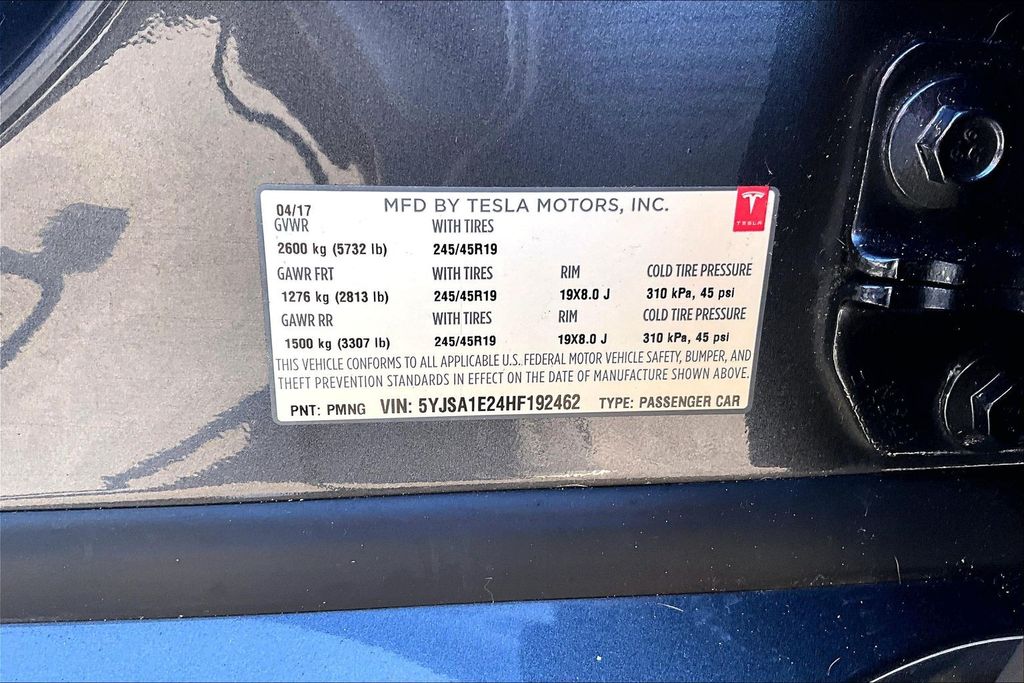 04/17 MFD BY TESLA MOTORS, INC.
TESLA
GVWR WITH TIRES
2600 kg (5732 lb) 245/45R19
GAWR FRT WITH TIRES RIM COLD TIRE PRESSURE
1276 kg (2813 lb) 245/45R19 19X8.0 J 310 kPa, 45 psi
GAWR RR WITH TIRES RIM COLD TIRE PRESSURE
1500 kg (3307 lb) 245/45R19 19X8.0 J 310 kPa, 45 psi
THIS VEHICLE CONFORMS TO ALL APPLICABLE U.S. FEDERAL MOTOR VEHICLE SAFETY, BUMPER, AND
THEFT PREVENTION STANDARDS IN EFFECT ON THE DATE OF MANUFACTURE SHOWN ABOVE.
PNT: PMNG VIN: 5YJSA1E24HF192462 TYPE: PASSENGER CAR